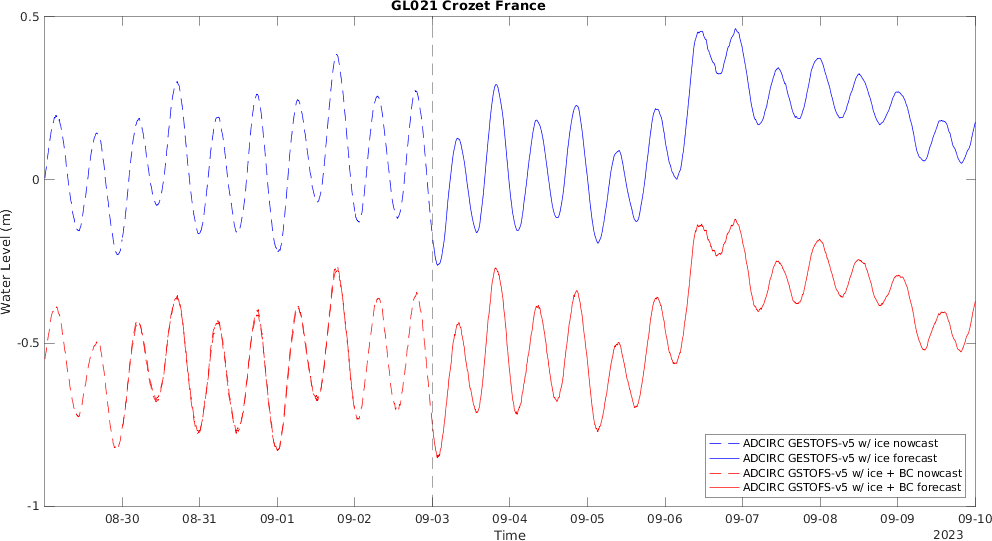 GL021 Crozet France
0.5
0
-0.5
-1
Water Level (m)
08-30 08-31 09-01 09-02 09-03 09-04 09-05 09-06 09-07 09-08 09-09 09-10
Time
2023
ADCIRC GESTOFS-v5 w/ ice nowcast
ADCIRC GESTOFS-v5 w/ ice forecast
ADCIRC GSTOFS-v5 w/ ice + BC nowcast
ADCIRC GSTOFS-v5 w/ ice + BC forecast